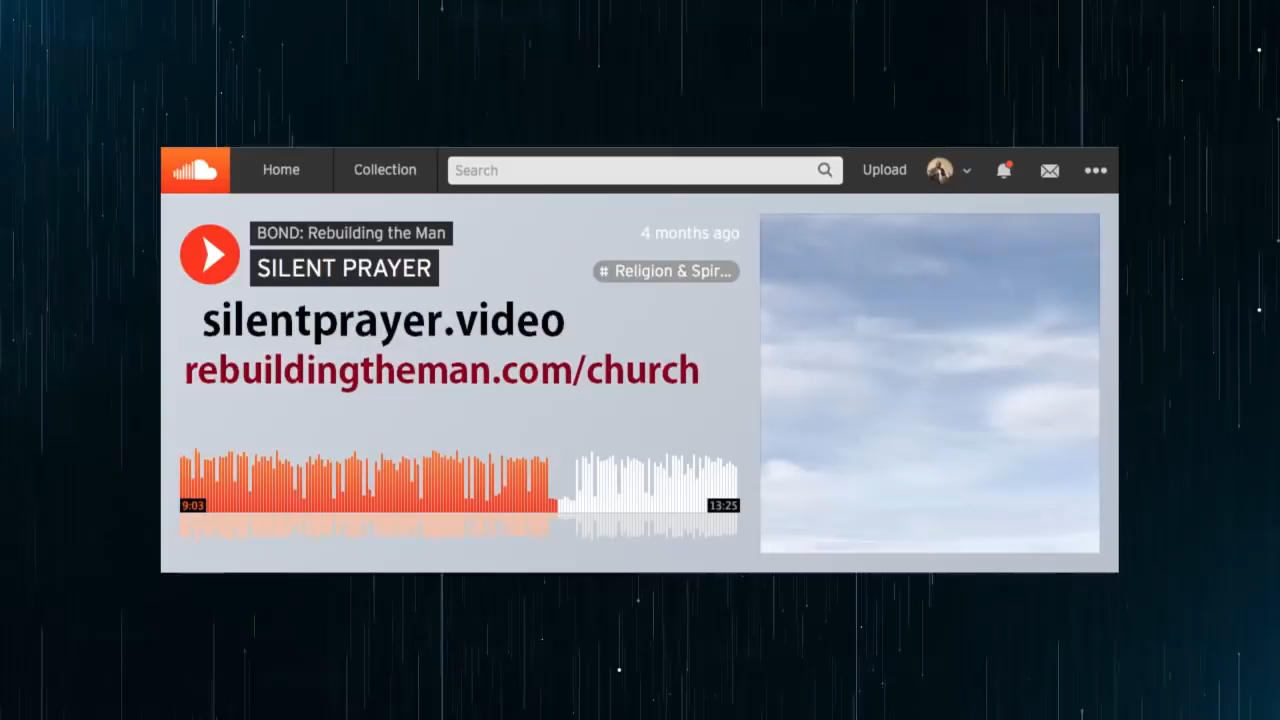 Home
Collection
Search
Upload
BOND: Rebuilding the Man
4 months ago
SILENT PRAYER
# Religion & Spir...
silentprayer.video
rebuildingtheman.com/church
9:03
13:25